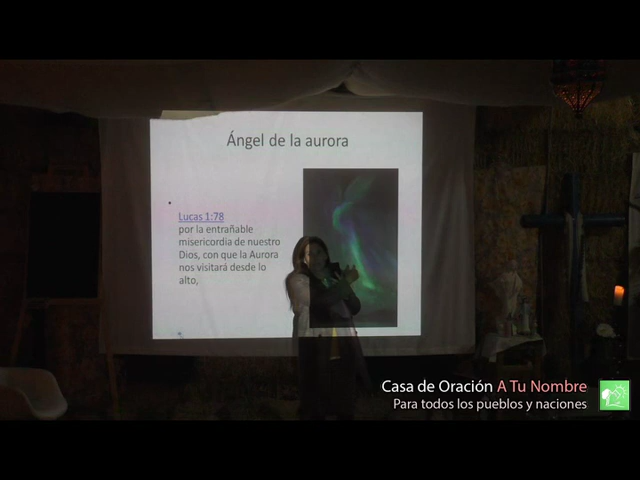 Ángel de la aurora
Lucas 1:78
por la entrañable
misericordia de nuestro
Dios, con que la Aurora
nos visitará desde lo
alto,
Casa de Oración A Tu Nombre
Para todos los pueblos y naciones